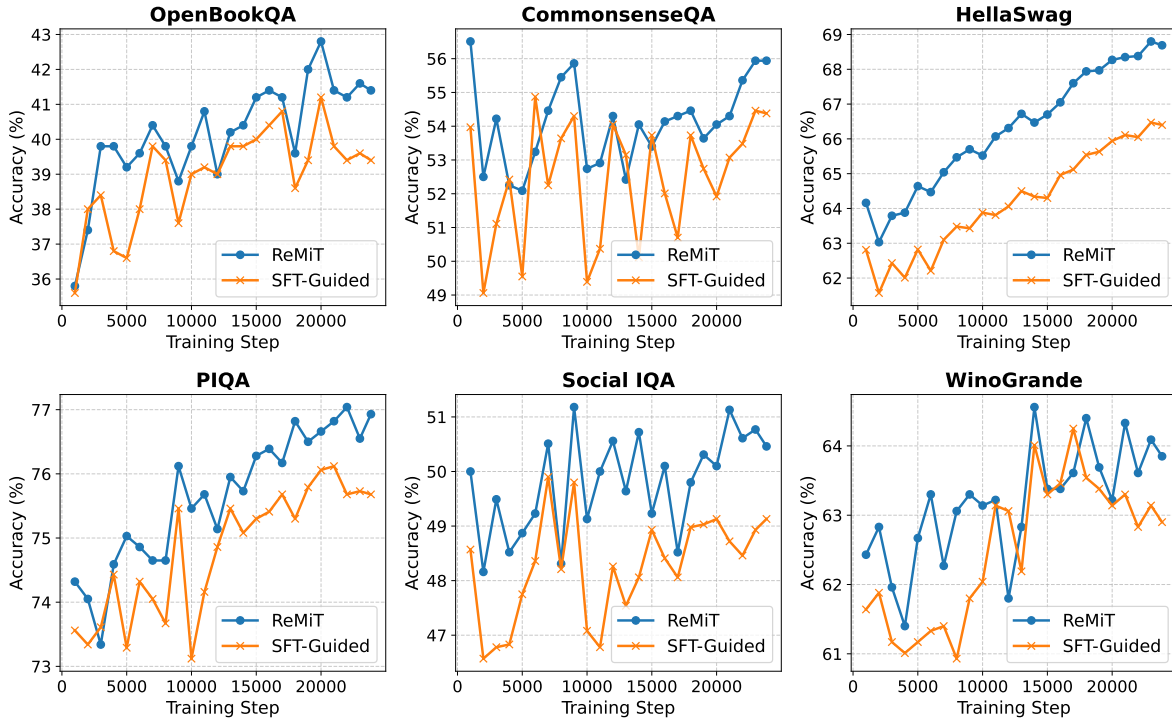 OpenBookQA
Accuracy (%)
43
42
41
40
39
38
37
36
0 5000 10000 15000 20000
Training Step
ReMiT
SFT-Guided
CommonsenseQA
Accuracy (%)
56
55
54
53
52
51
50
49
0 5000 10000 15000 20000
Training Step
ReMiT
SFT-Guided
HellaSwag
Accuracy (%)
69
68
67
66
65
64
63
62
0 5000 10000 15000 20000
Training Step
ReMiT
SFT-Guided
PIQA
Accuracy (%)
77
76
75
74
73
0 5000 10000 15000 20000
Training Step
ReMiT
SFT-Guided
Social IQA
Accuracy (%)
51
50
49
48
47
0 5000 10000 15000 20000
Training Step
ReMiT
SFT-Guided
WinoGrande
Accuracy (%)
64
63
62
61
0 5000 10000 15000 20000
Training Step
ReMiT
SFT-Guided